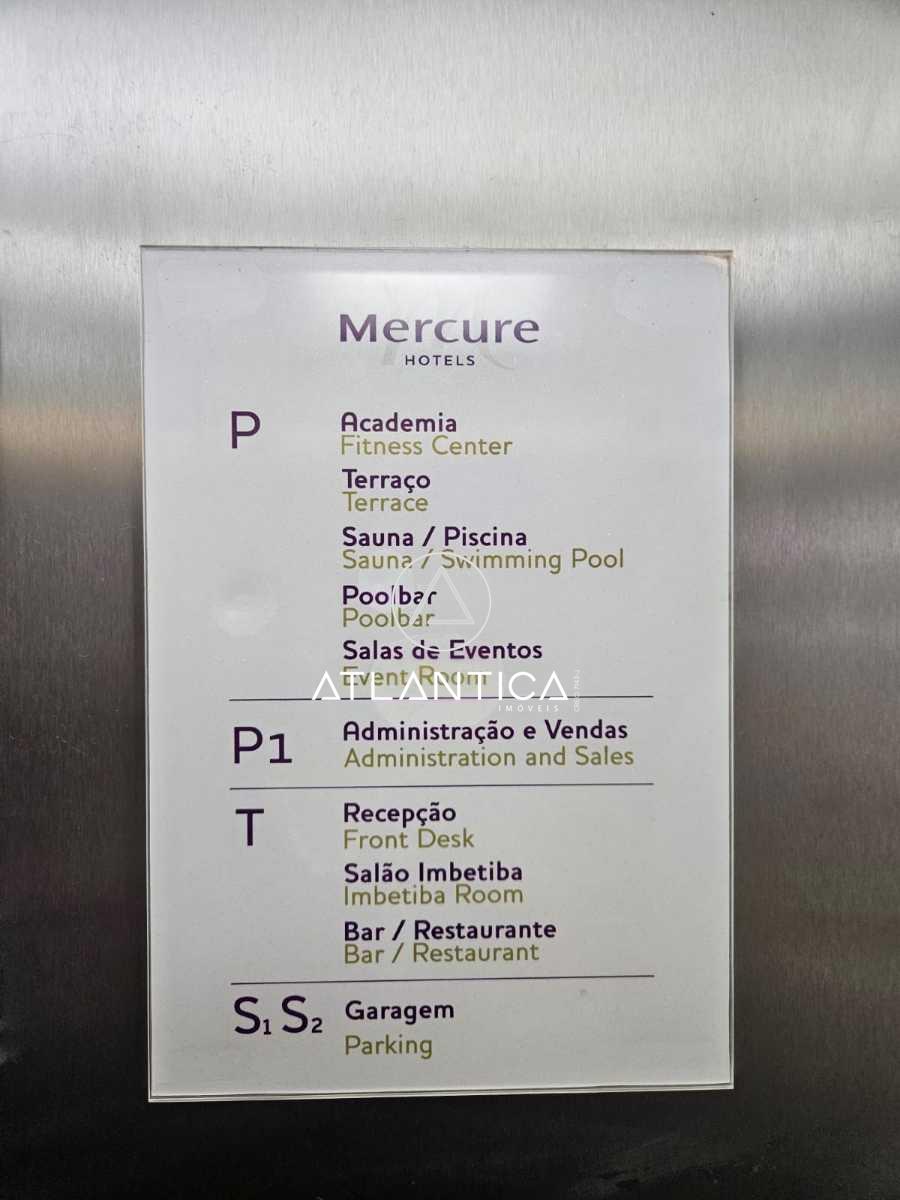 Mercure
HOTELS
P
Academia
Fitness Center
Terraço
Terrace
Sauna / Piscina
Sauna / Swimming Pool
Poolbar
Poolbar
Salas de Eventos
Event Room
ATLANTICA
IMÓVEIS
P1
Administração e Vendas
Administration and Sales
T
Recepção
Front Desk
Salão Imbetiba
Imbetiba Room
Bar / Restaurante
Bar / Restaurant
S1 S2
Garagem
Parking